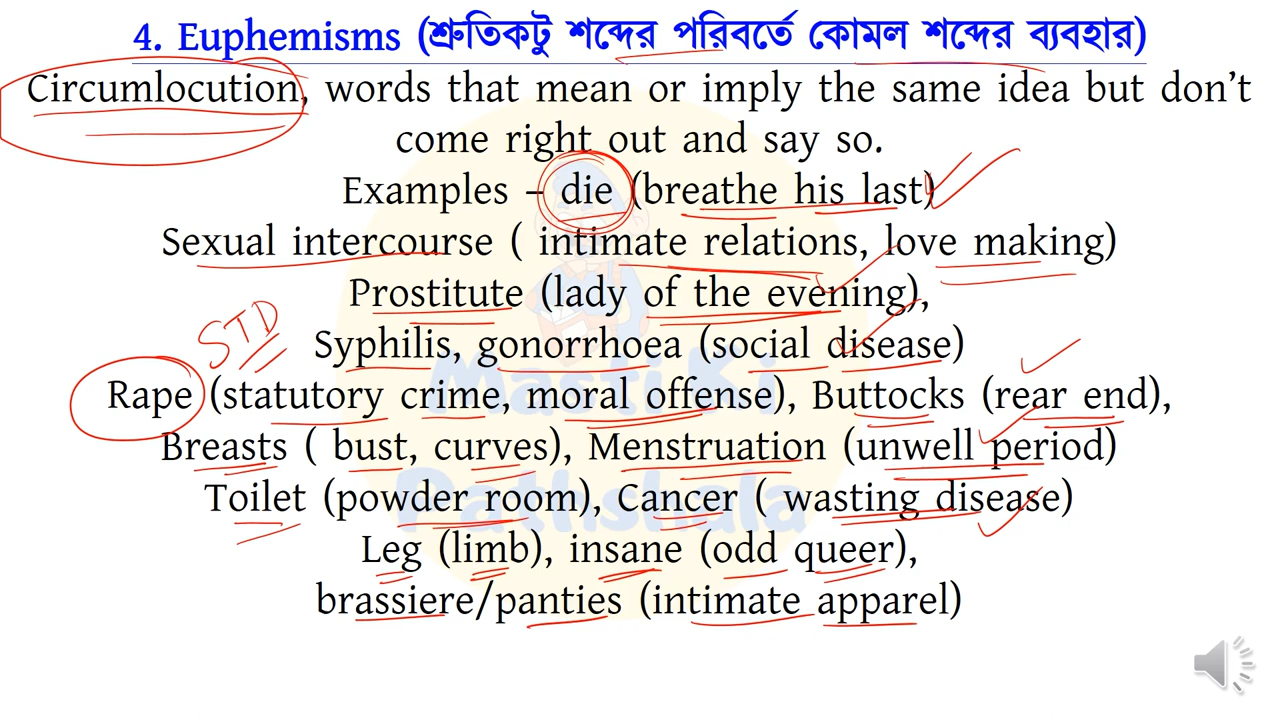 4. Euphemisms (শ্রুতিকটু শব্দের পরিবর্তে কোমল শব্দের ব্যবহার)
Circumlocution, words that mean or imply the same idea but don't
come right out and say so.
Examples – die (breathe his last)
Sexual intercourse ( intimate relations, love making)
Prostitute (lady of the evening),
STD
Syphilis, gonorrhoea (social disease)
Rape (statutory crime, moral offense), Buttocks (rear end),
Breasts ( bust, curves), Menstruation (unwell period)
Toilet (powder room), Cancer ( wasting disease)
Leg (limb), insane (odd queer),
brassiere/panties (intimate apparel)
Masti Ki
Pathshala